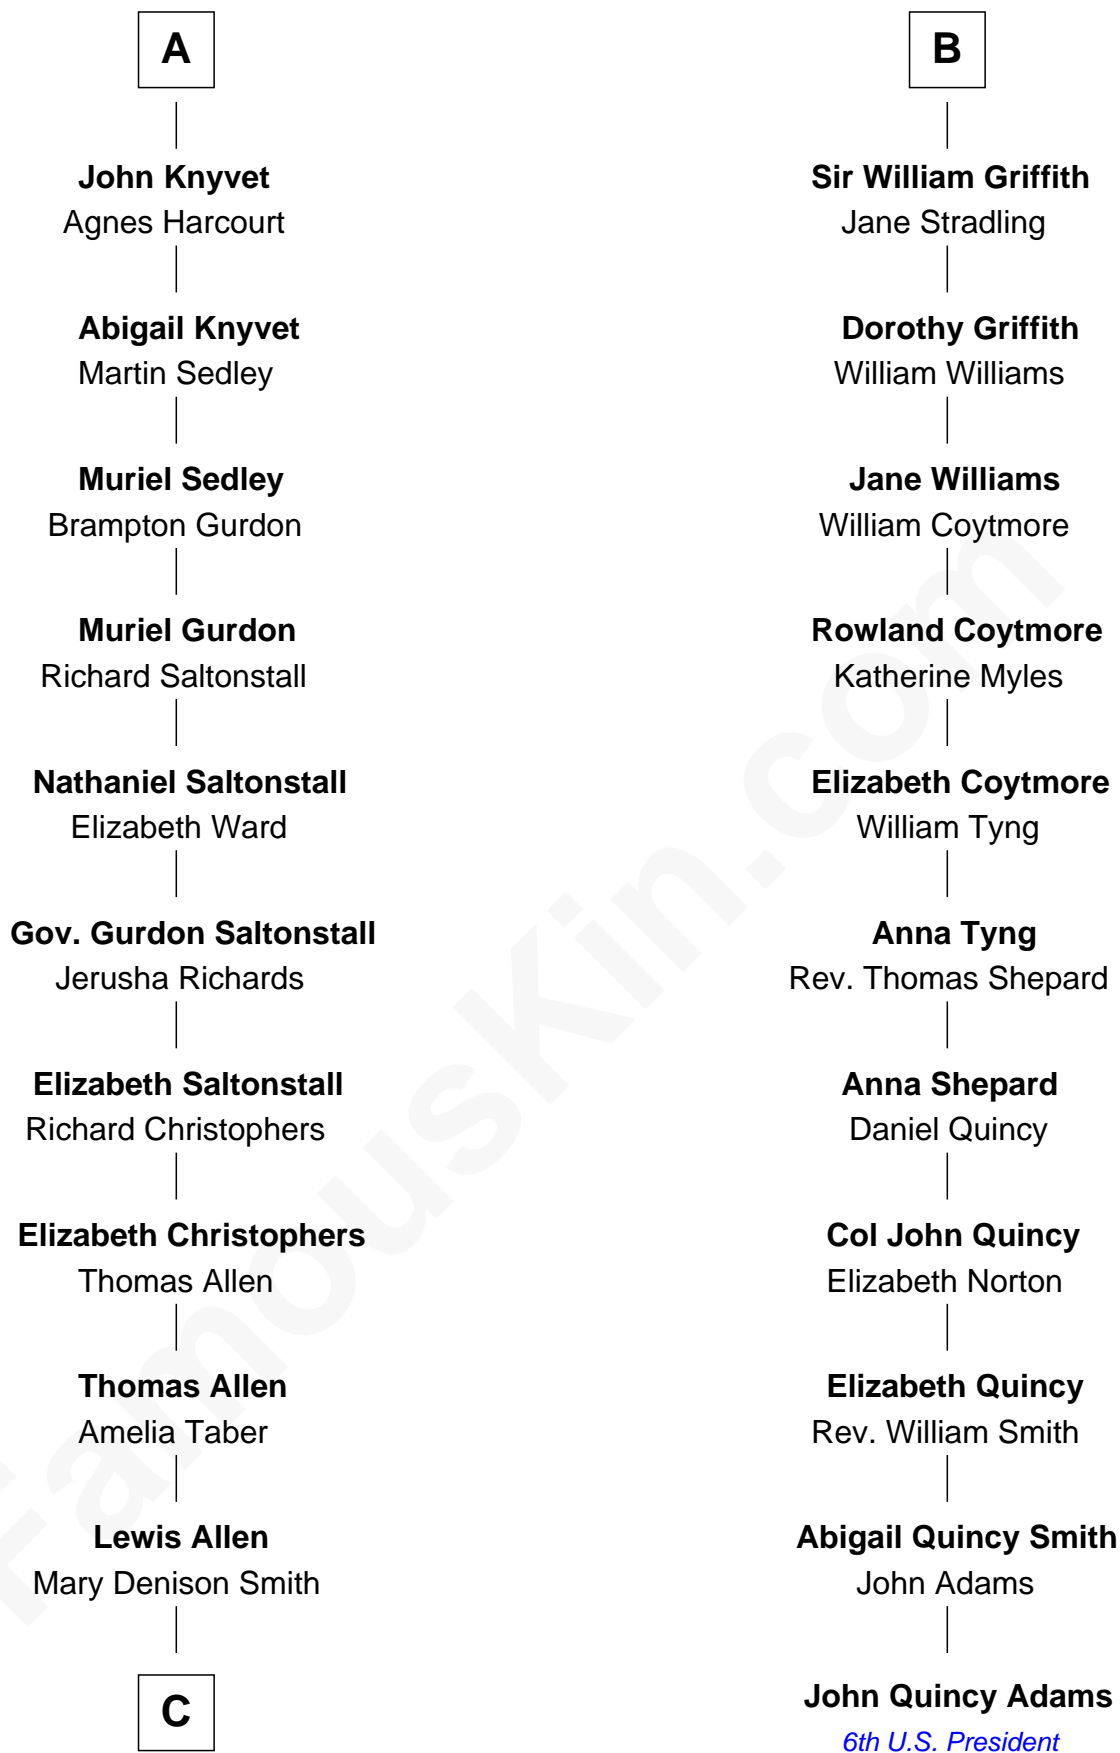 A
John Knyvet
Agnes Harcourt
Abigail Knyvet
Martin Sedley
Muriel Sedley
Brampton Gurdon
Muriel Gurdon
Richard Saltonstall
Nathaniel Saltonstall
Elizabeth Ward
Gov. Gurdon Saltonstall
Jerusha Richards
Elizabeth Saltonstall
Richard Christophers
Elizabeth Christophers
Thomas Allen
Thomas Allen
Amelia Taber
Lewis Allen
Mary Denison Smith
C
B
Sir William Griffith
Jane Stradling
Dorothy Griffith
William Williams
Jane Williams
William Coytmore
Rowland Coytmore
Katherine Myles
Elizabeth Coytmore
William Tyng
Anna Tyng
Rev. Thomas Shepard
Anna Shepard
Daniel Quincy
Col John Quincy
Elizabeth Norton
Elizabeth Quincy
Rev. William Smith
Abigail Quincy Smith
John Adams
John Quincy Adams
6th U.S. President
FamousKin.com